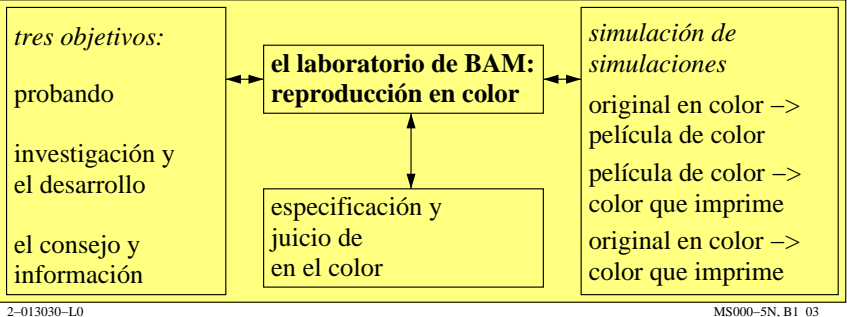 tres objetivos:
probando
investigación y
el desarrollo
el consejo y
información
el laboratorio de BAM:
reproducción en color
especificación y
juicio de
en el color
simulación de
simulaciones
original en color −>
película de color
película de color −>
color que imprime
original en color −>
color que imprime
2−013030−L0
MS000−5N, B1_03